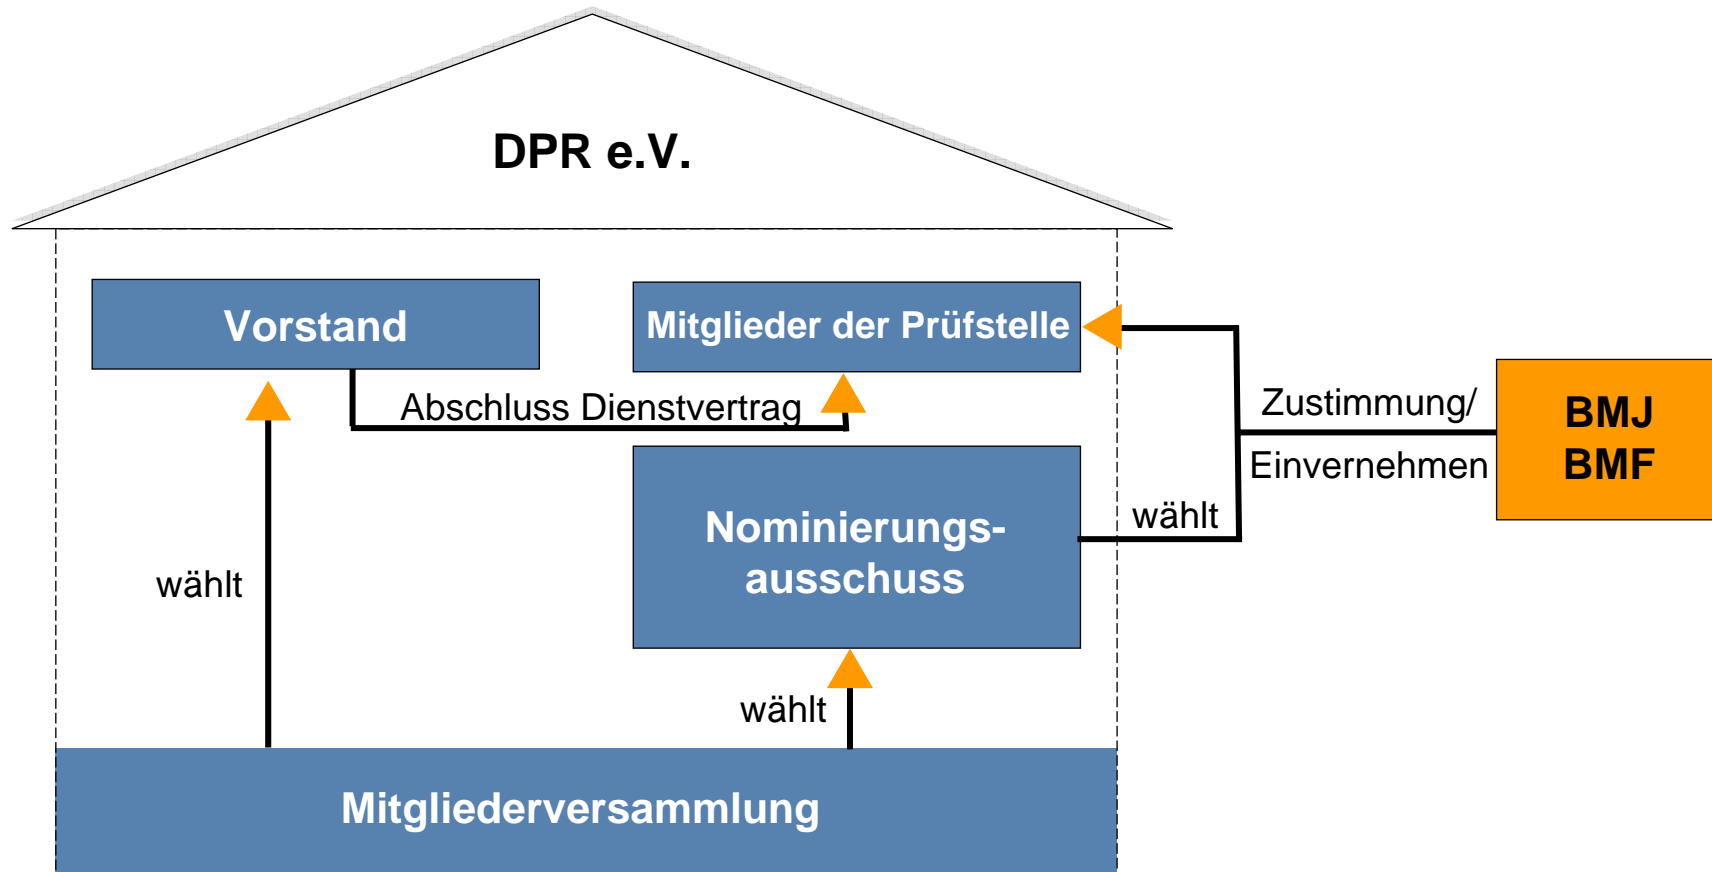 DPR e.V.
Vorstand
Mitglieder der Prüfstelle
Abschluss Dienstvertrag
Zustimmung/
Einvernehmen
BMJ
BMF
Nominierungs-
ausschuss
wählt
wählt
wählt
Mitgliederversammlung